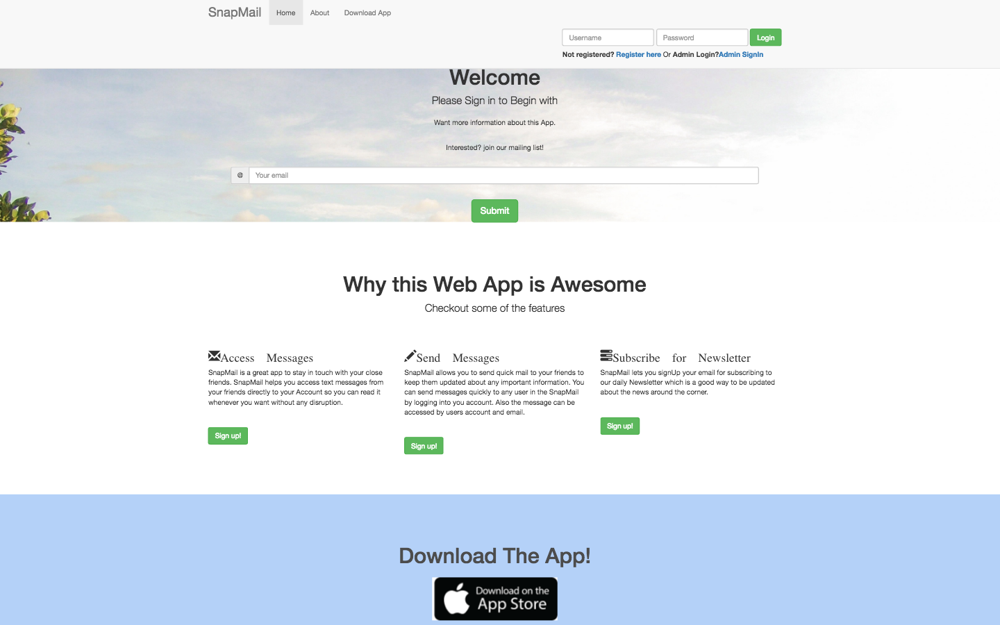 SnapMail Home About Download App
Username Password Login
Not registered? Register here Or Admin Login?Admin SignIn
Welcome
Please Sign in to Begin with
Want more information about this App.
Interested? join our mailing list!
@ Your email
Submit
Why this Web App is Awesome
Checkout some of the features
Access Messages
SnapMail is a great app to stay in touch with your close
friends. SnapMail helps you access text messages from
your friends directly to your Account so you can read it
whenever you want without any disruption.
Sign up!
Send Messages
SnapMail allows you to send quick mail to your friends to
keep them updated about any important information. You
can send messages quickly to any user in the SnapMail
by logging into you account. Also the message can be
accessed by users account and email.
Sign up!
Subscribe for Newsletter
SnapMail lets you signUp your email for subscribing to
our daily Newsletter which is a good way to be updated
about the news around the corner.
Sign up!
Download The App!
Download on the
App Store